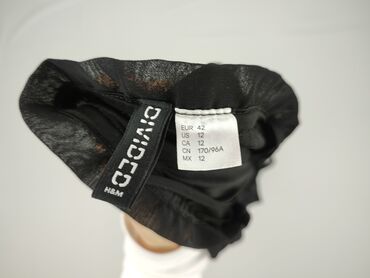 DIVIDED
H&M
EUR 42
US 12
CA 12
CN 170/96A
MX 12